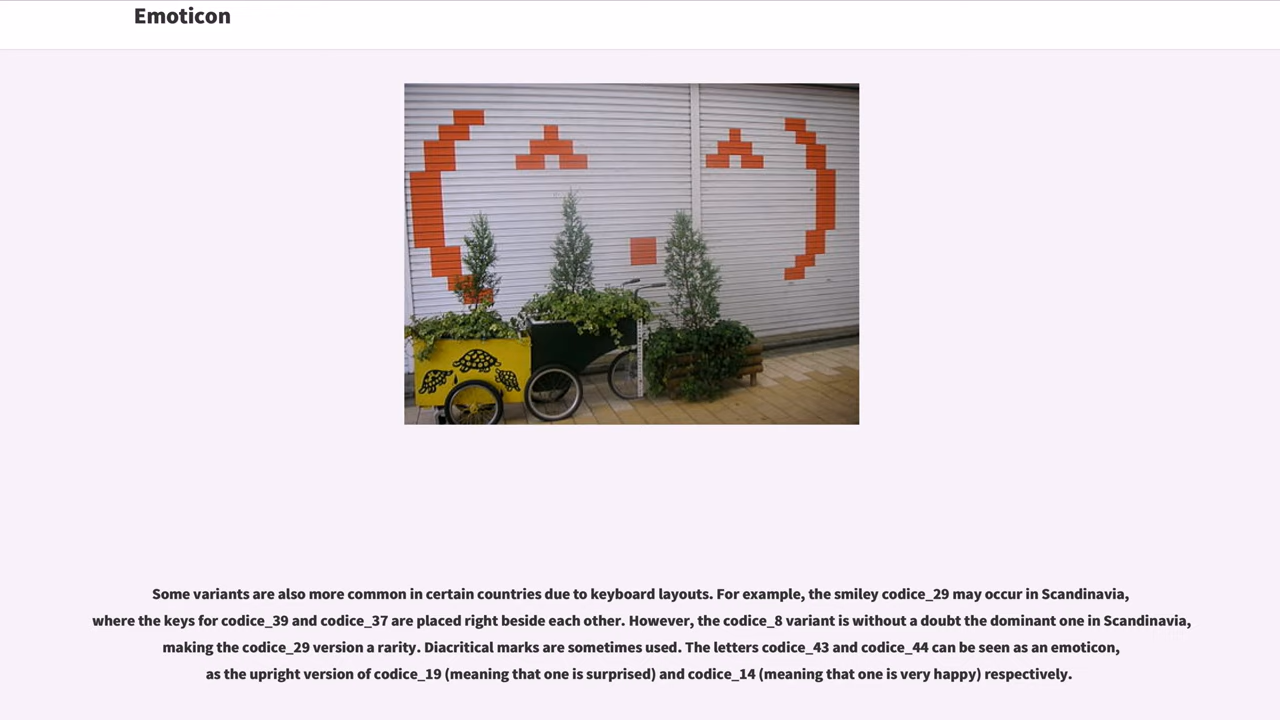 Emoticon
Some variants are also more common in certain countries due to keyboard layouts. For example, the smiley codice_29 may occur in Scandinavia,
where the keys for codice_39 and codice_37 are placed right beside each other. However, the codice_8 variant is without a doubt the dominant one in Scandinavia,
making the codice_29 version a rarity. Diacritical marks are sometimes used. The letters codice_43 and codice_44 can be seen as an emoticon,
as the upright version of codice_19 (meaning that one is surprised) and codice_14 (meaning that one is very happy) respectively.